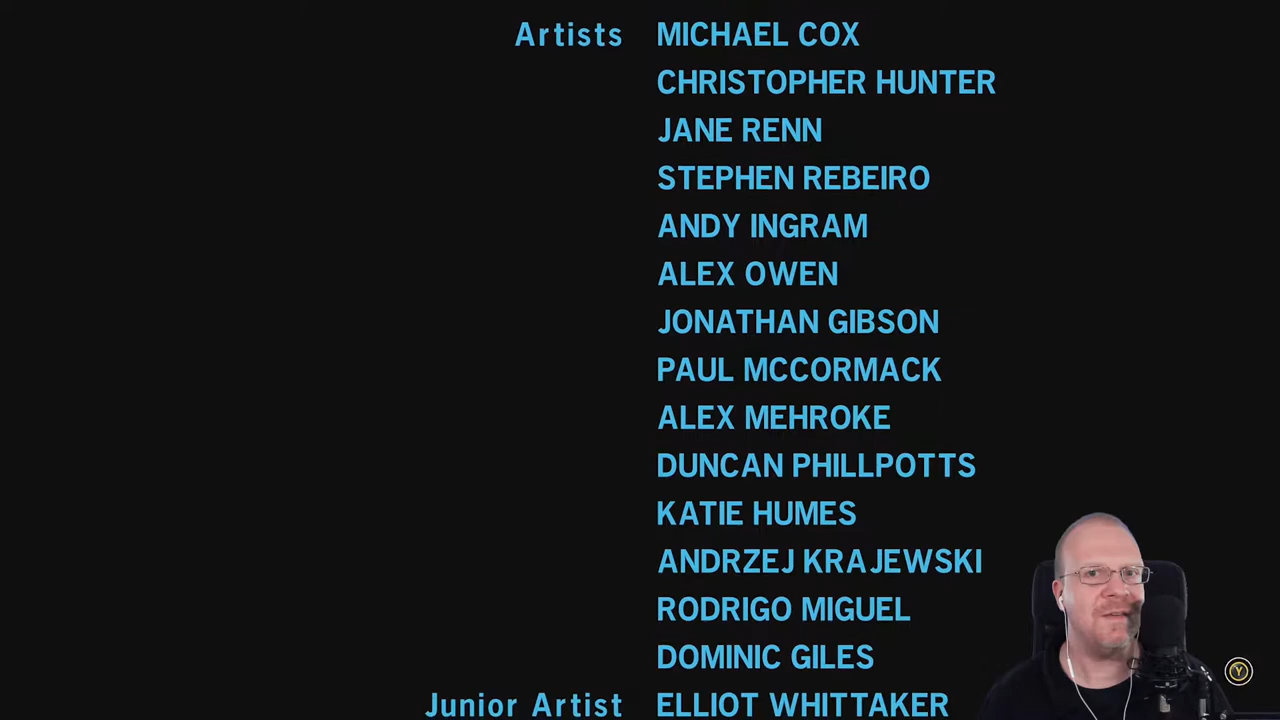 Artists MICHAEL COX
CHRISTOPHER HUNTER
JANE RENN
STEPHEN REBEIRO
ANDY INGRAM
ALEX OWEN
JONATHAN GIBSON
PAUL MCCORMACK
ALEX MEHROKE
DUNCAN PHILLPOTTS
KATIE HUMES
ANDRZEJ KRAJEWSKI
RODRIGO MIGUEL
DOMINIC GILES
Y
Junior Artist ELLIOT WHITTAKER